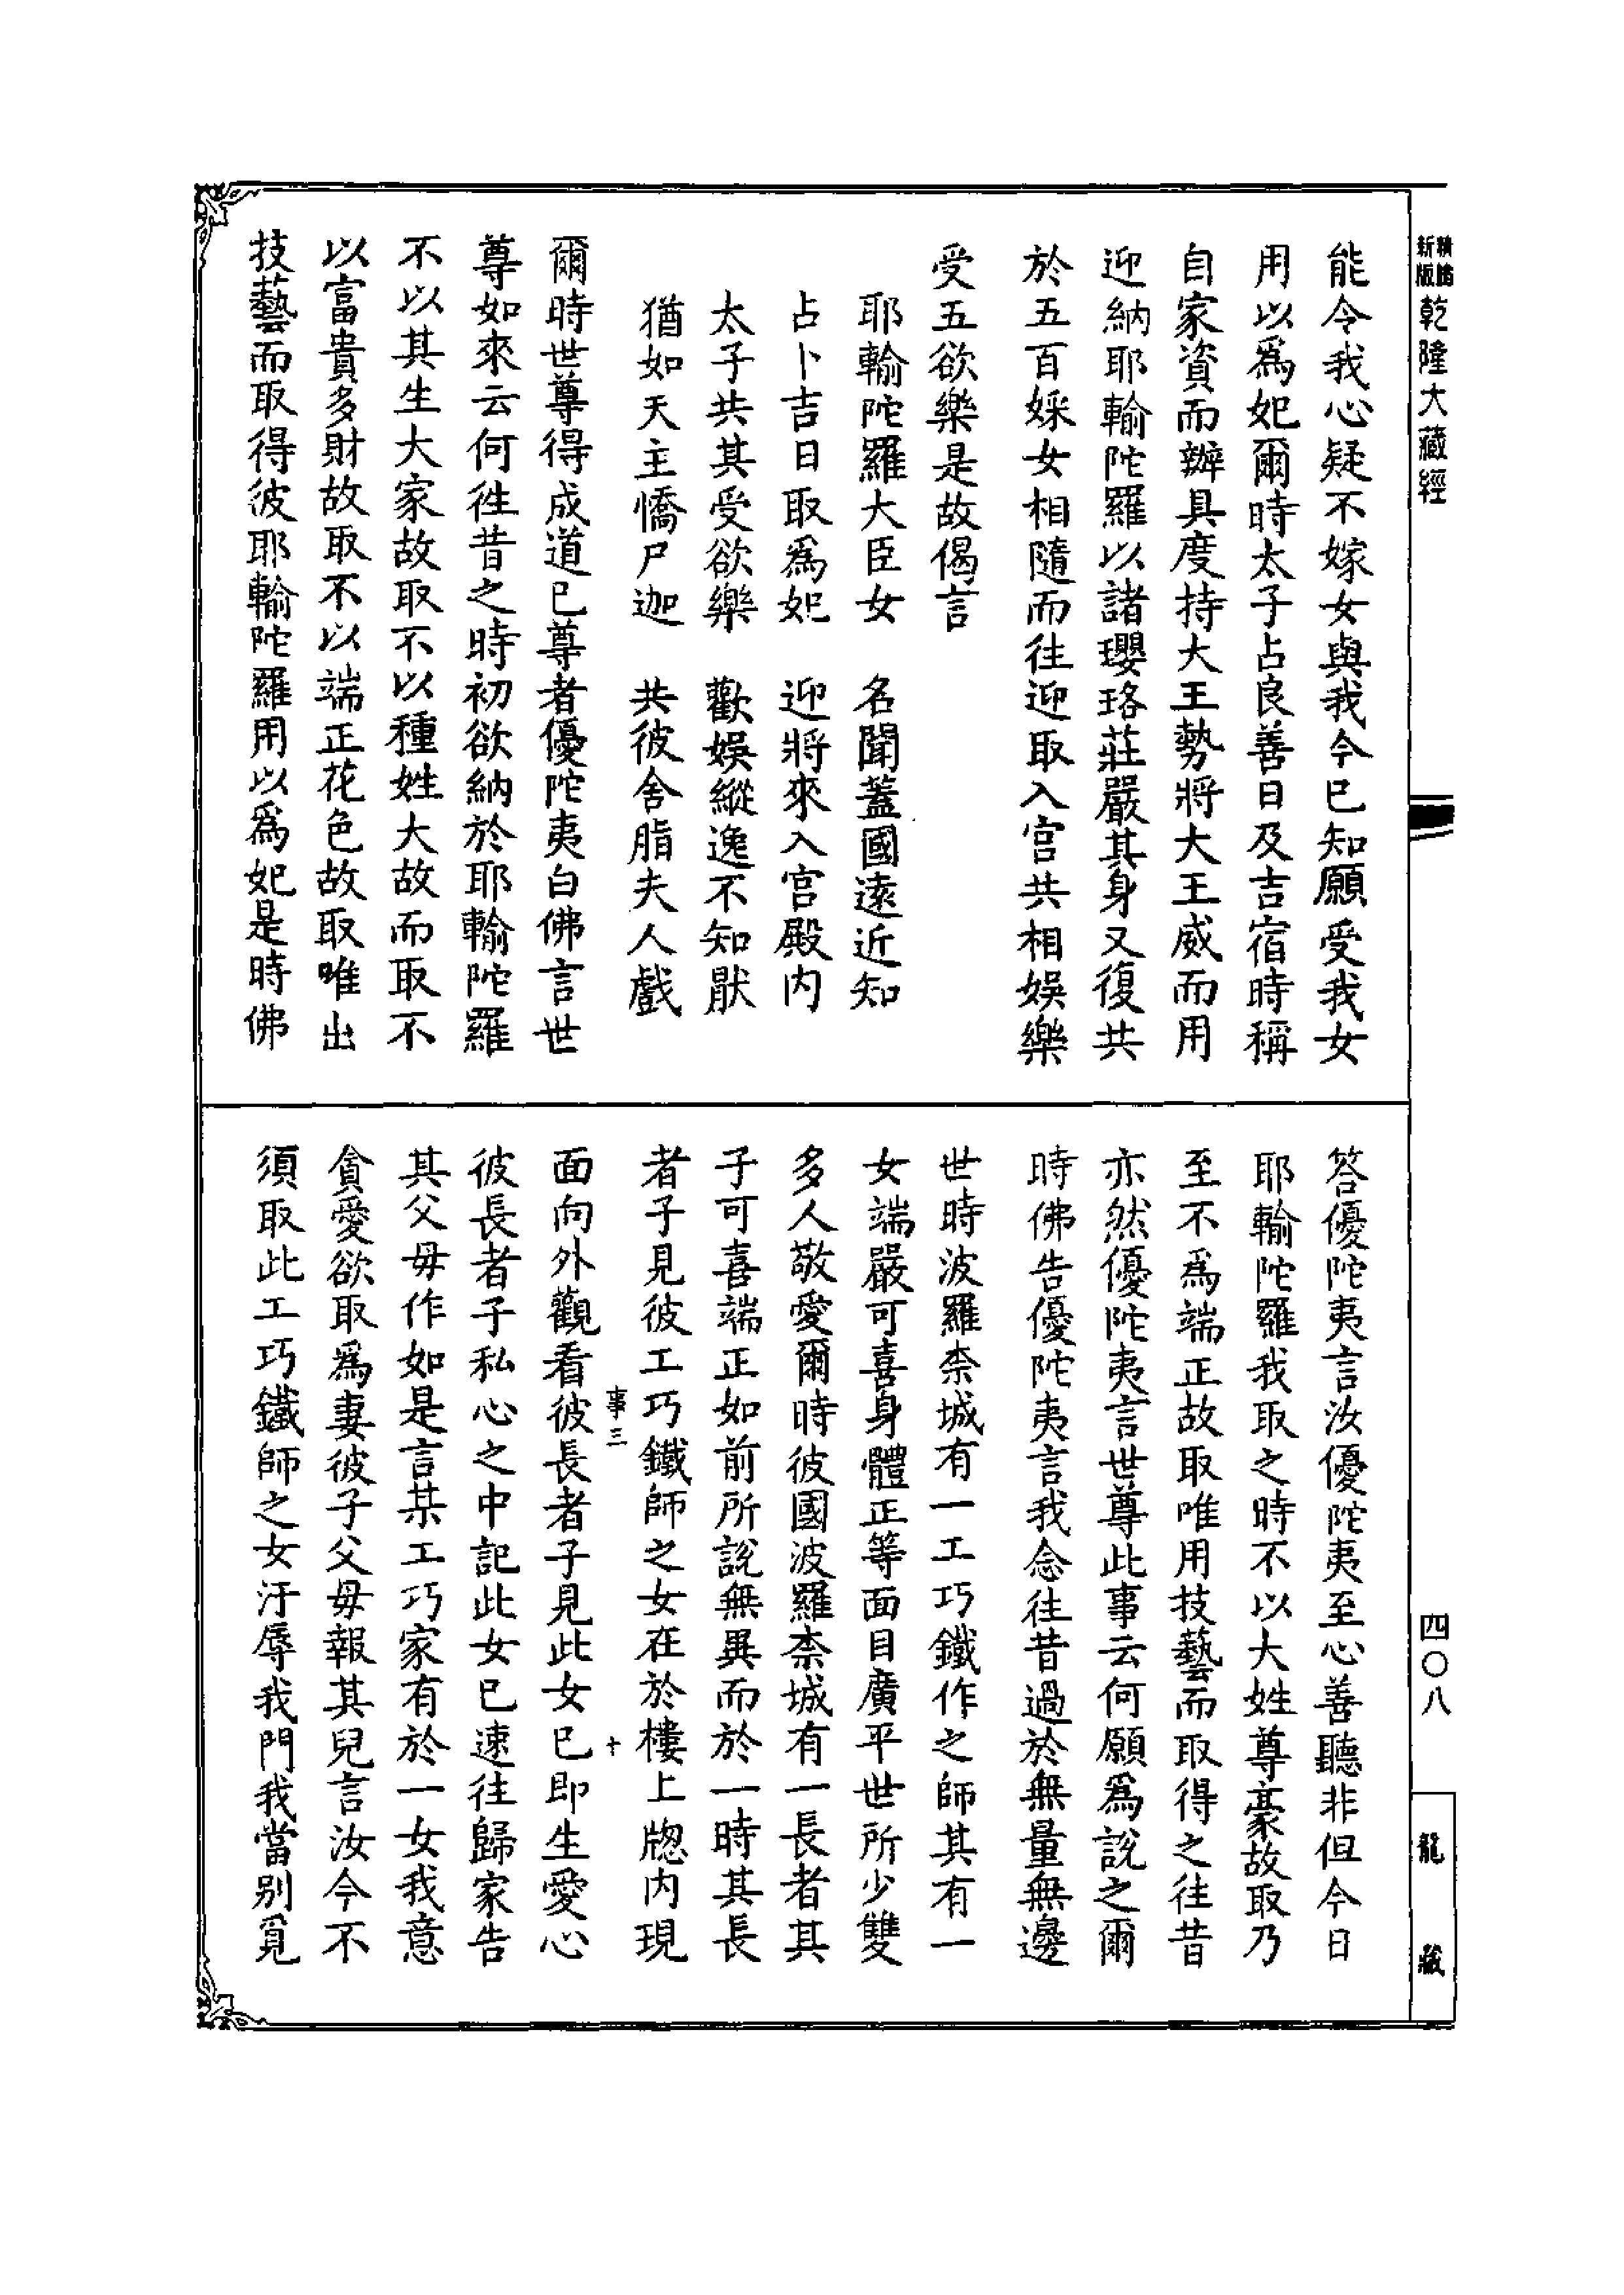 新版
精縮
乾隆大藏經
四〇八
龍藏
能令我心疑不嫁女與我今已知願受我女
用以爲妃爾時太子占良善日及吉宿時稱
自家資而辦具度持大王勢將大王威而用
迎納耶輸陀羅以諸瓔珞莊嚴其身又復共
於五百婇女相隨而往迎取入宮共相娛樂
受五欲樂是故偈言
耶輸陀羅大臣女　名聞蓋國遠近知
占卜吉日取爲妃　迎將來入宮殿內
太子共其受欲樂　歡娛縱逸不知厭
猶如天主憍尸迦　共彼舍脂夫人戲
爾時世尊得成道已尊者優陀夷白佛言世
尊如來云何徃昔之時初欲納於耶輸陀羅
不以其生大家故取不以種姓大故而取不
以富貴多財故取不以端正花色故取唯出
技藝而取得彼耶輸陀羅用以爲妃是時佛
答優陀夷言汝優陀夷至心善聽非但今日
耶輸陀羅我取之時不以大姓尊豪故取乃
至不爲端正故取唯用技藝而取得之往昔
亦然優陀夷言世尊此事云何願爲說之爾
時佛告優陀夷言我念往昔過於無量無邊
世時波羅柰城有一工巧鐵作之師其有一
女端嚴可喜身體正等面目廣平世所少雙
多人敬愛爾時彼國波羅柰城有一長者其
子可喜端正如前所說無異而於一時其長
者子見彼工巧鐵師之女在於樓上牕內現
事三　十
面向外觀看彼長者子見此女已即生愛心
彼長者子私心之中記此女已速往歸家告
其父母作如是言某工巧家有於一女我意
貪愛欲取爲妻彼子父母報其兒言汝今不
須取此工巧鐵師之女汙辱我門我當別覓